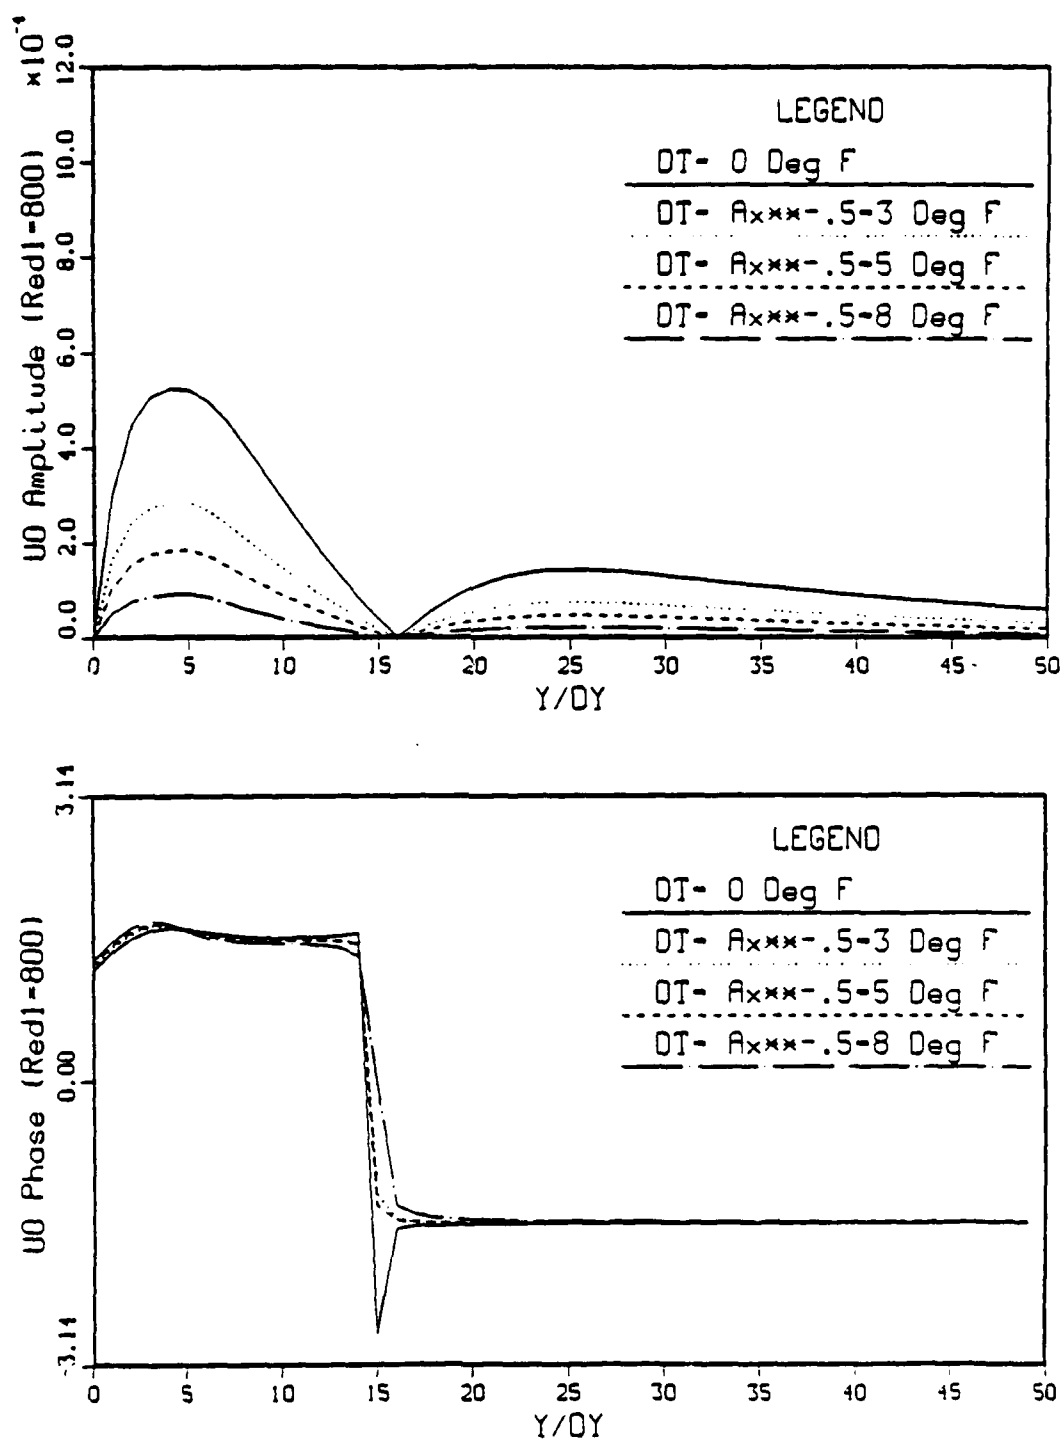 ×10⁻⁴
UO Amplitude (Red1-800)
12.0
10.0
8.0
6.0
4.0
2.0
0.0
LEGEND
DT- 0 Deg F
DT- Ax**-.5-3 Deg F
DT- Ax**-.5-5 Deg F
DT- Ax**-.5-8 Deg F
0 5 10 15 20 25 30 35 40 45 50
Y/DY
UO Phase (Red1-800)
3.14
0.00
-3.14
LEGEND
DT- 0 Deg F
DT- Ax**-.5-3 Deg F
DT- Ax**-.5-5 Deg F
DT- Ax**-.5-8 Deg F
0 5 10 15 20 25 30 35 40 45 50
Y/DY